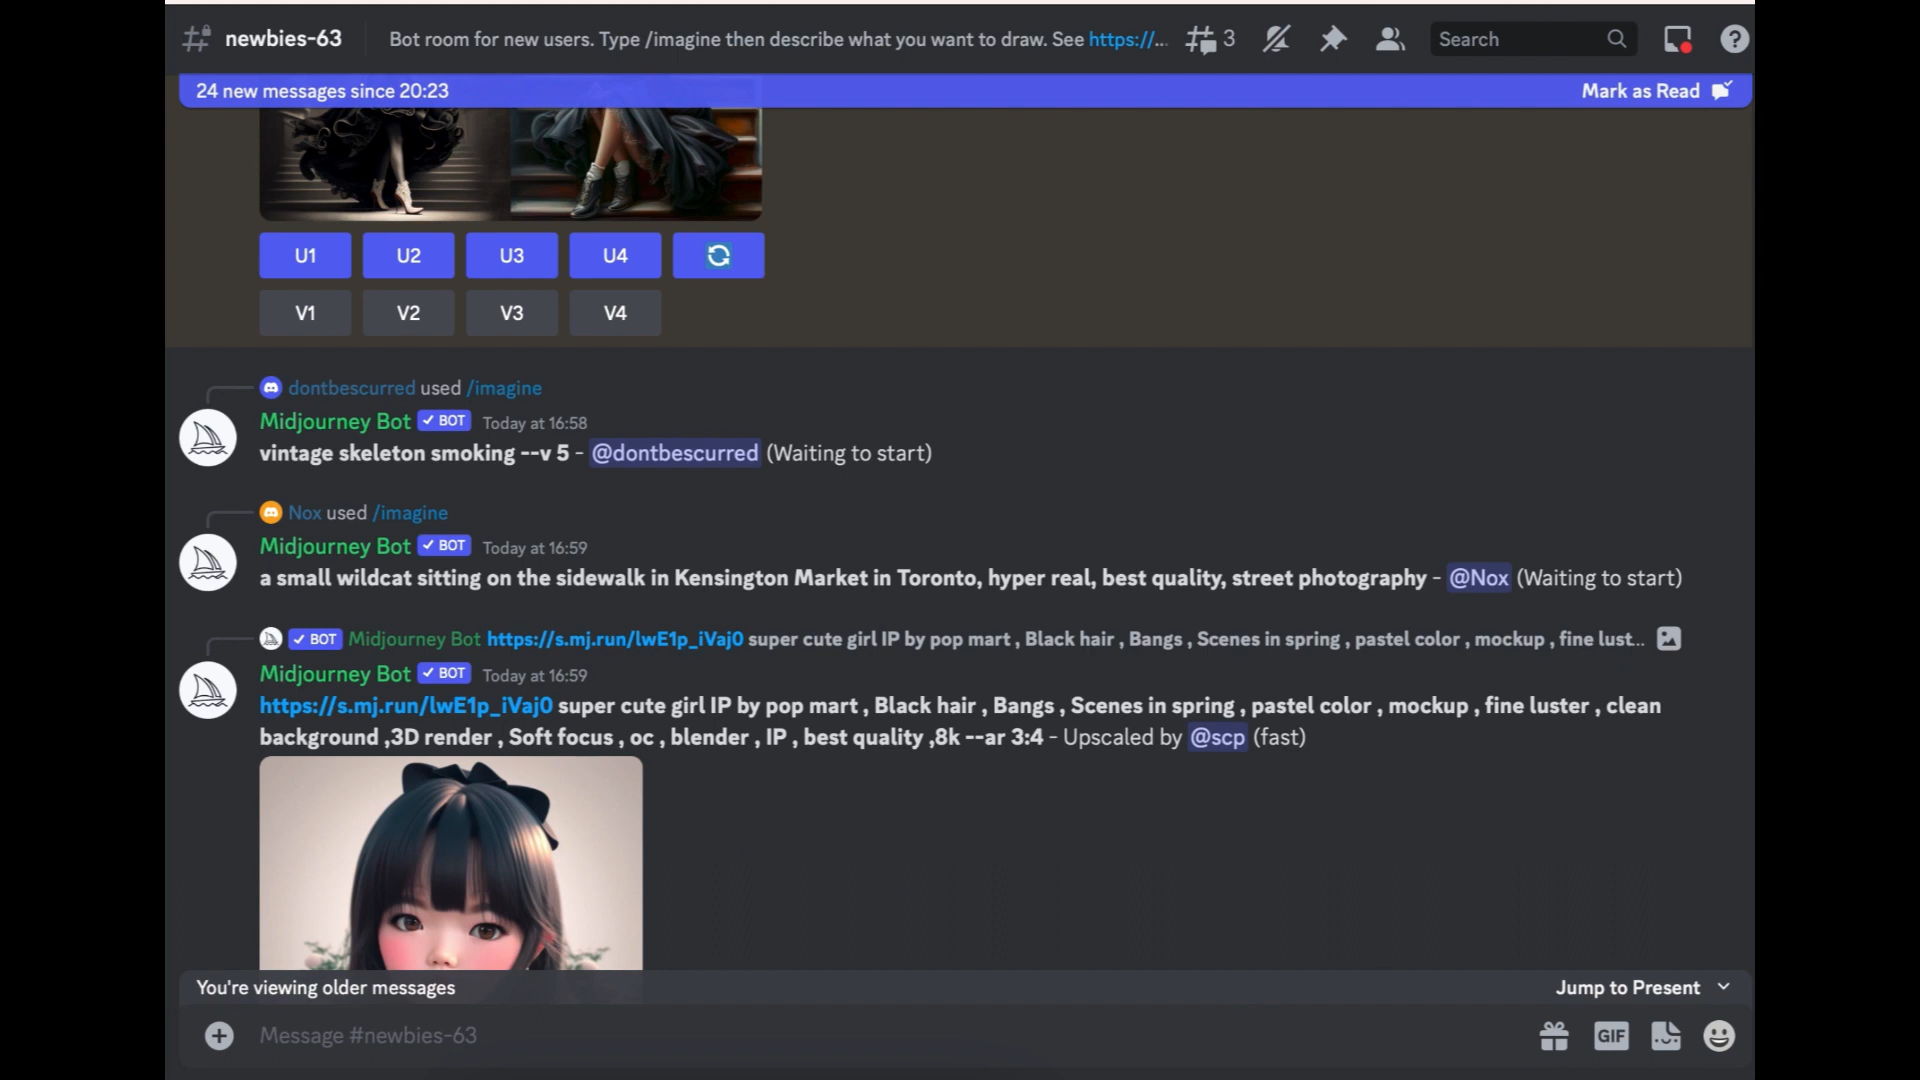 newbies-63
Bot room for new users. Type /imagine then describe what you want to draw. See https://... 3 Search
24 new messages since 20:23 Mark as Read
U1 U2 U3 U4
V1 V2 V3 V4
dontbescurred used /imagine
Midjourney Bot ✓ BOT Today at 16:58
vintage skeleton smoking --v 5 - @dontbescurred (Waiting to start)
Nox used /imagine
Midjourney Bot ✓ BOT Today at 16:59
a small wildcat sitting on the sidewalk in Kensington Market in Toronto, hyper real, best quality, street photography - @Nox (Waiting to start)
✓ BOT Midjourney Bot https://s.mj.run/lwE1p_iVaj0 super cute girl IP by pop mart , Black hair , Bangs , Scenes in spring , pastel color , mockup , fine lust...
Midjourney Bot ✓ BOT Today at 16:59
https://s.mj.run/lwE1p_iVaj0 super cute girl IP by pop mart , Black hair , Bangs , Scenes in spring , pastel color , mockup , fine luster , clean
background ,3D render , Soft focus , oc , blender , IP , best quality ,8k --ar 3:4 - Upscaled by @scp (fast)
You're viewing older messages Jump to Present
Message #newbies-63 GIF